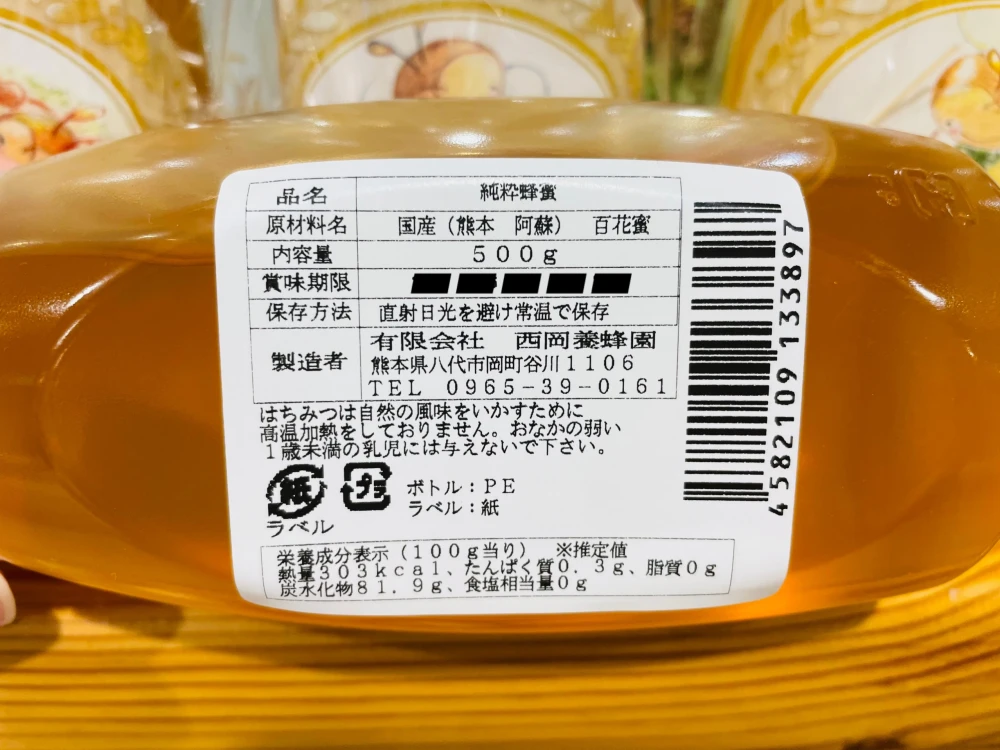 品名 純粋蜂蜜
原材料名 国産（熊本 阿蘇） 百花蜜
内容量 ５００ｇ
賞味期限
保存方法 直射日光を避け常温で保存
製造者 有限会社 西岡養蜂園
熊本県八代市岡町谷川１１０６
ＴＥＬ ０９６５－３９－０１６１
はちみつは自然の風味をいかすために
高温加熱をしておりません。おなかの弱い
１歳未満の乳児には与えないで下さい。
紙 プラ ボトル：ＰＥ
ラベル ラベル：紙
栄養成分表示（１００ｇ当り） ※推定値
熱量３０３ｋｃａｌ、たんぱく質０．３ｇ、脂質０ｇ
炭水化物８１．９ｇ、食塩相当量０ｇ
4582109133897